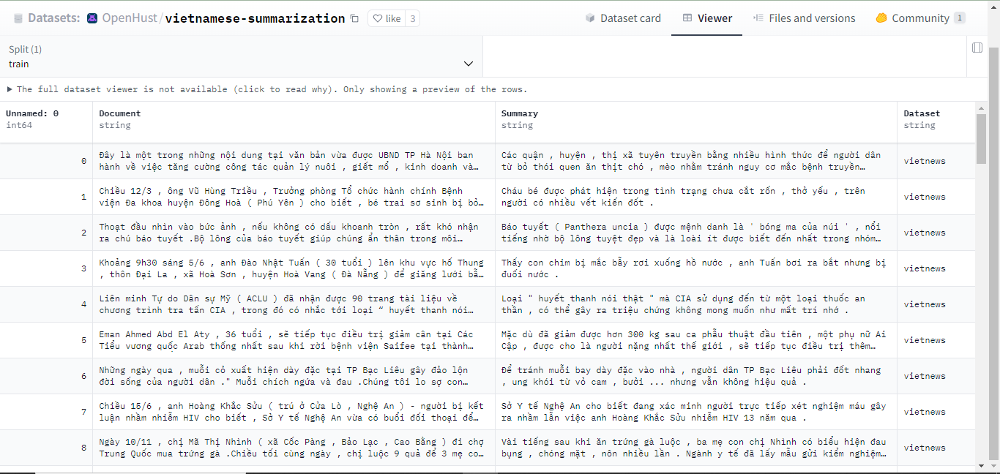 Datasets: OpenHust/vietnamese-summarization like 3 Dataset card Viewer Files and versions Community 1
Split (1)
train
The full dataset viewer is not available (click to read why). Only showing a preview of the rows.
Unnamed: 0 Document Summary Dataset
int64 string string string
0 Đây là một trong những nội dung tại văn bản vừa được UBND TP Hà Nội ban Các quận , huyện , thị xã tuyên truyền bằng nhiều hình thức để người dân vietnews
hành về việc tăng cường công tác quản lý nuôi , giết mổ , kinh doanh và… từ bỏ thói quen ăn thịt chó , mèo nhằm tránh nguy cơ mắc bệnh truyền…
1 Chiều 12/3 , ông Vũ Hùng Triều , Trưởng phòng Tổ chức hành chính Bệnh Cháu bé được phát hiện trong tình trạng chưa cắt rốn , thở yếu , trên vietnews
viện Đa khoa huyện Đông Hoà ( Phú Yên ) cho biết , bé trai sơ sinh bị bỏ… người có nhiều vết kiến đốt .
2 Thoạt đầu nhìn vào bức ảnh , nếu không có dấu khoanh tròn , rất khó nhận Báo tuyết ( Panthera uncia ) được mệnh danh là ' bóng ma của núi ' , nổi vietnews
ra chú báo tuyết .Bộ lông của báo tuyết giúp chúng ẩn thân trong môi… tiếng nhờ bộ lông tuyệt đẹp và là loài ít được biết đến nhất trong nhóm…
3 Khoảng 9h30 sáng 5/6 , anh Đào Nhật Tuấn ( 30 tuổi ) lên khu vực hố Thung Thấy con chim bị mắc bẫy rơi xuống hồ nước , anh Tuấn bơi ra bắt nhưng bị vietnews
, thôn Đại La , xã Hoà Sơn , huyện Hoà Vang ( Đà Nẵng ) để giăng lưới bẫ… đuối nước .
4 Liên minh Tự do Dân sự Mỹ ( ACLU ) đã nhận được 90 trang tài liệu về Loại " huyết thanh nói thật " mà CIA sử dụng đến từ một loại thuốc an vietnews
chương trình tra tấn CIA , trong đó có nhắc tới loại “ huyết thanh nói… thần , có thể gây ra triệu chứng không mong muốn như mất trí nhớ .
5 Eman Ahmed Abd El Aty , 36 tuổi , sẽ tiếp tục điều trị giảm cân tại Các Mặc dù đã giảm được hơn 300 kg sau ca phẫu thuật đầu tiên , một phụ nữ Ai vietnews
Tiểu vương quốc Arab thống nhất sau khi rời bệnh viện Saifee tại thành… Cập , được cho là người nặng nhất thế giới , sẽ tiếp tục điều trị thêm…
6 Những ngày qua , muỗi cỏ xuất hiện dày đặc tại TP Bạc Liêu gây đảo lộn Để tránh muỗi bay dày đặc vào nhà , người dân TP Bạc Liêu phải đốt nhang vietnews
đời sống của người dân ." Muỗi chích ngứa và đau .Chúng tôi lo sợ con… , ung khói từ vỏ cam , bưởi ... nhưng vẫn không hiệu quả .
7 Chiều 15/6 , anh Hoàng Khắc Sửu ( trú ở Cửa Lò , Nghệ An ) - người bị kết Sở Y tế Nghệ An cho biết đang xác minh người trực tiếp xét nghiệm máu gây vietnews
luận nhầm nhiễm HIV cho biết , Sở Y tế Nghệ An vừa có buổi đối thoại để… ra nhầm lẫn việc anh Hoàng Khắc Sửu nhiễm HIV 13 năm qua .
8 Ngày 10/11 , chị Mã Thị Nhình ( xã Cốc Pàng , Bảo Lạc , Cao Bằng ) đi chợ Vài tiếng sau khi ăn trứng gà luộc , ba mẹ con chị Nhình có biểu hiện đau vietnews
Trung Quốc mua trứng gà .Chiều tối cùng ngày , chị luộc 9 quả để 3 mẹ co… bụng , chóng mặt , nôn nhiều lần . Ngành y tế đã lấy mẫu gửi kiểm nghiệm…